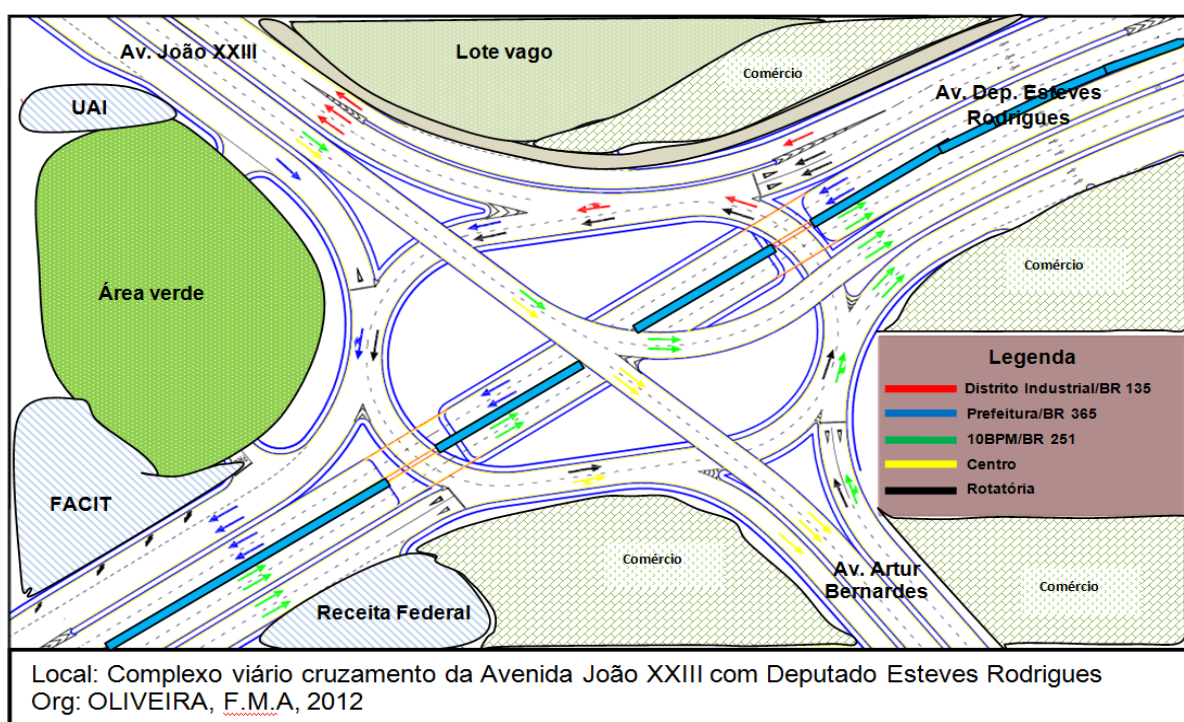 Av. João XXIII
Lote vago
Comércio
UAI
Av. Dep. Esteves
Rodrigues
Comércio
Área verde
Legenda
Distrito Industrial/BR 135
Prefeitura/BR 365
10BPM/BR 251
Centro
Rotatória
FACIT
Comércio
Av. Artur
Bernardes
Comércio
Receita Federal
Local: Complexo viário cruzamento da Avenida João XXIII com Deputado Esteves Rodrigues
Org: OLIVEIRA, F.M.A, 2012